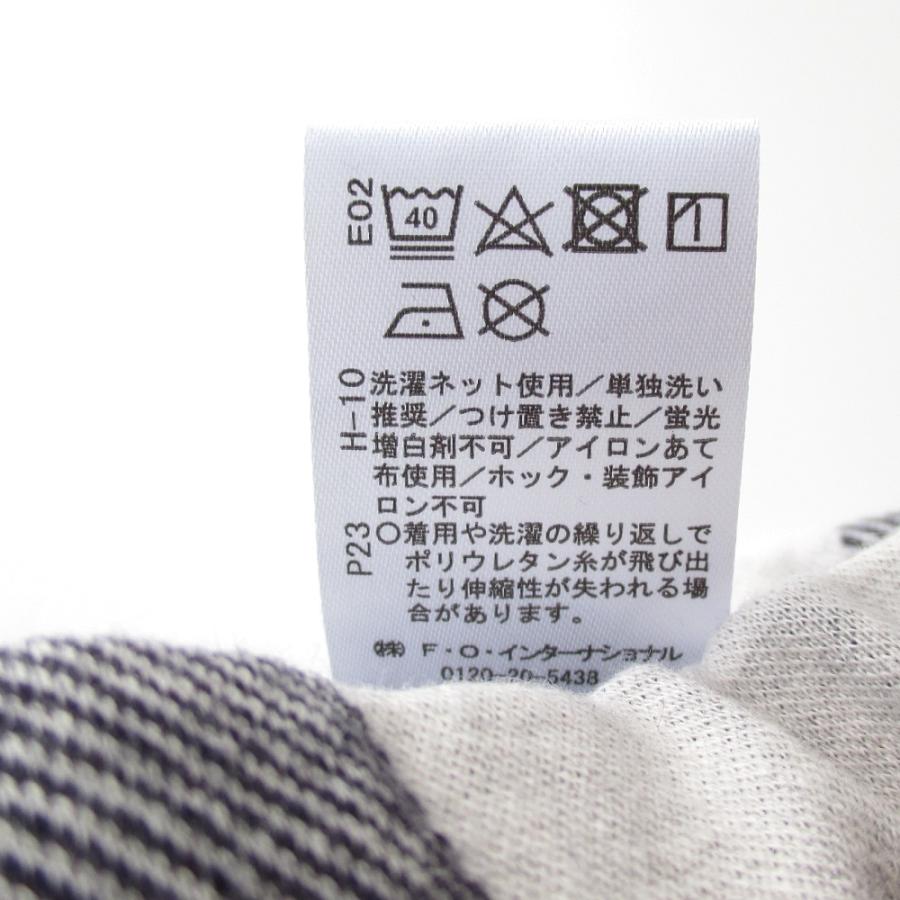 E02
40
H-10
洗濯ネット使用／単独洗い
推奨／つけ置き禁止／蛍光
増白剤不可／アイロンあて
布使用／ホック・装飾アイ
ロン不可
P23
○着用や洗濯の繰り返しで
ポリウレタン糸が飛び出
たり伸縮性が失われる場
合があります。
㈱ F・O・インターナショナル
0120-20-5438